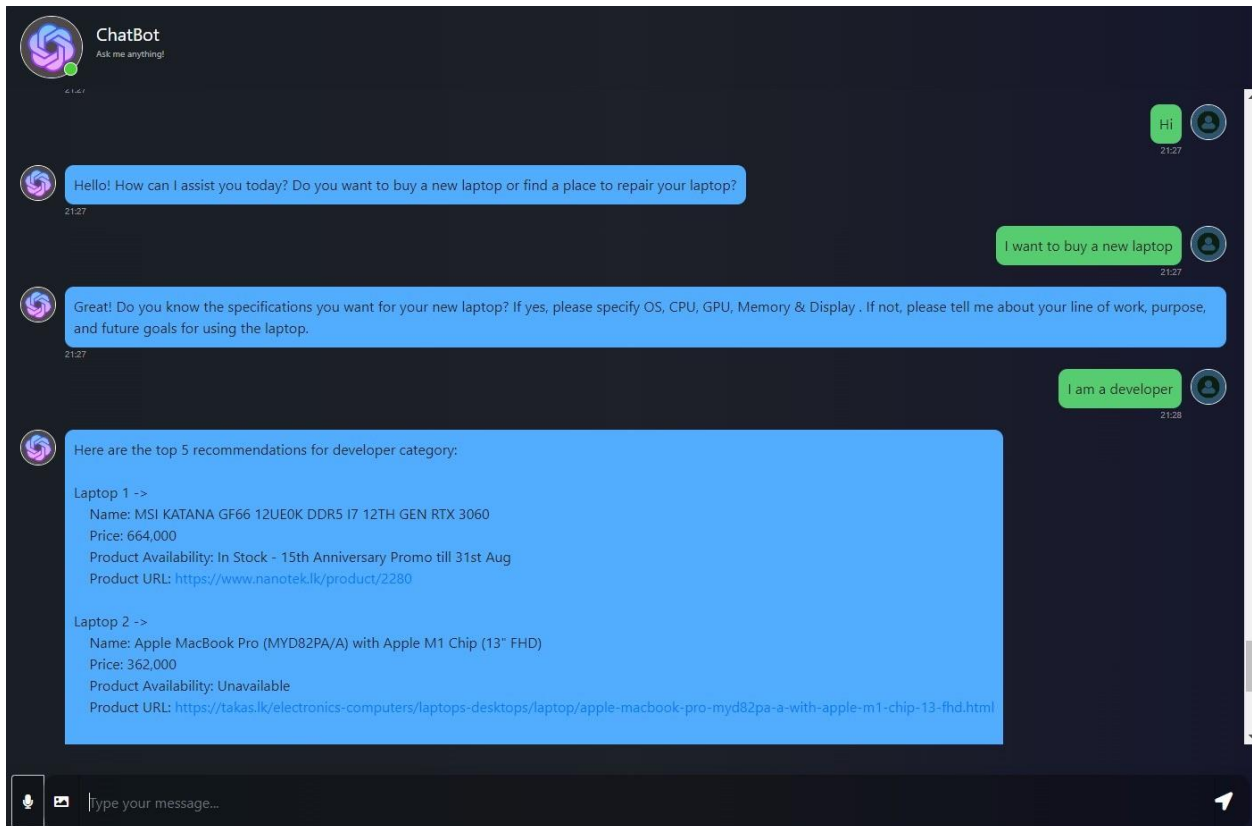 ChatBot
Ask me anything!
21:27
Hi
21:27
Hello! How can I assist you today? Do you want to buy a new laptop or find a place to repair your laptop?
21:27
I want to buy a new laptop
21:27
Great! Do you know the specifications you want for your new laptop? If yes, please specify OS, CPU, GPU, Memory & Display . If not, please tell me about your line of work, purpose,
and future goals for using the laptop.
21:27
I am a developer
21:28
Here are the top 5 recommendations for developer category:
Laptop 1 ->
Name: MSI KATANA GF66 12UE0K DDR5 I7 12TH GEN RTX 3060
Price: 664,000
Product Availability: In Stock - 15th Anniversary Promo till 31st Aug
Product URL: https://www.nanotek.lk/product/2280
Laptop 2 ->
Name: Apple MacBook Pro (MYD82PA/A) with Apple M1 Chip (13" FHD)
Price: 362,000
Product Availability: Unavailable
Product URL: https://takas.lk/electronics-computers/laptops-desktops/laptop/apple-macbook-pro-myd82pa-a-with-apple-m1-chip-13-fhd.html
Type your message...